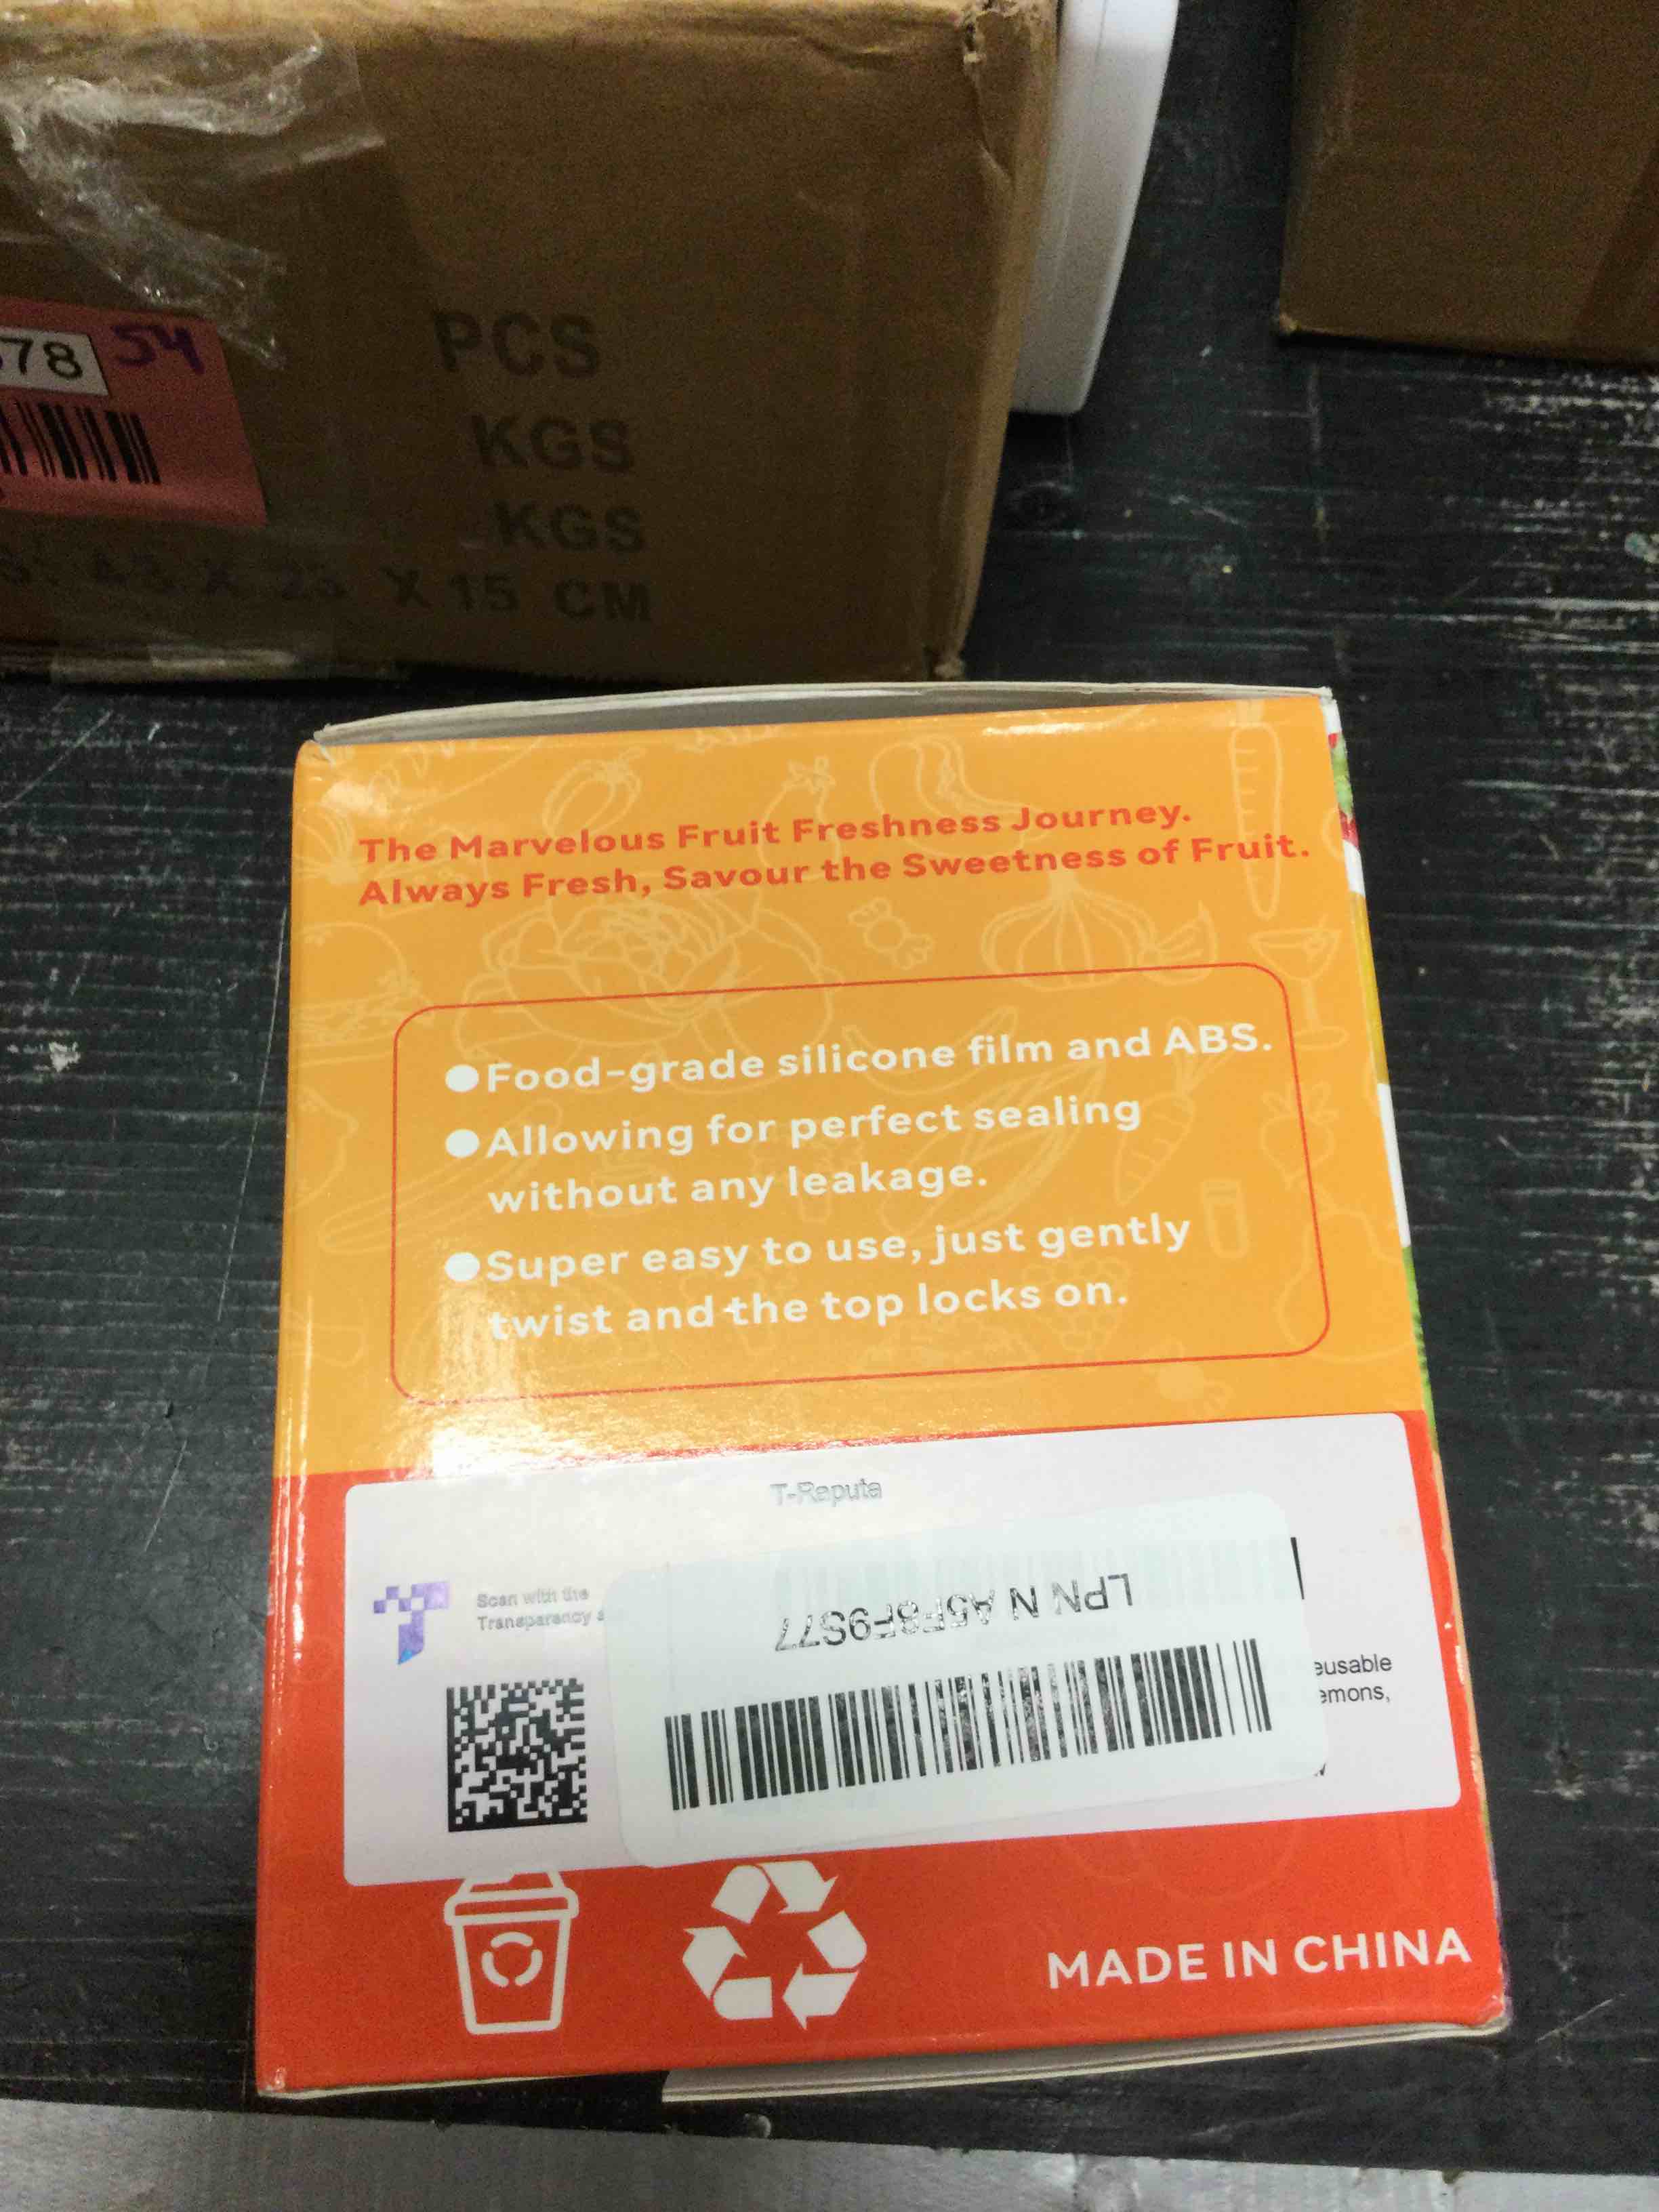 78 54
PCS
KGS
KGS
X 15 CM
The Marvelous Fruit Freshness Journey.
Always Fresh, Savour the Sweetness of Fruit.
●Food-grade silicone film and ABS.
●Allowing for perfect sealing
without any leakage.
●Super easy to use, just gently
twist and the top locks on.
T-Reputa
Scan with the
Transparency
LPN N A5F8F9S77
eusable
emons,
MADE IN CHINA